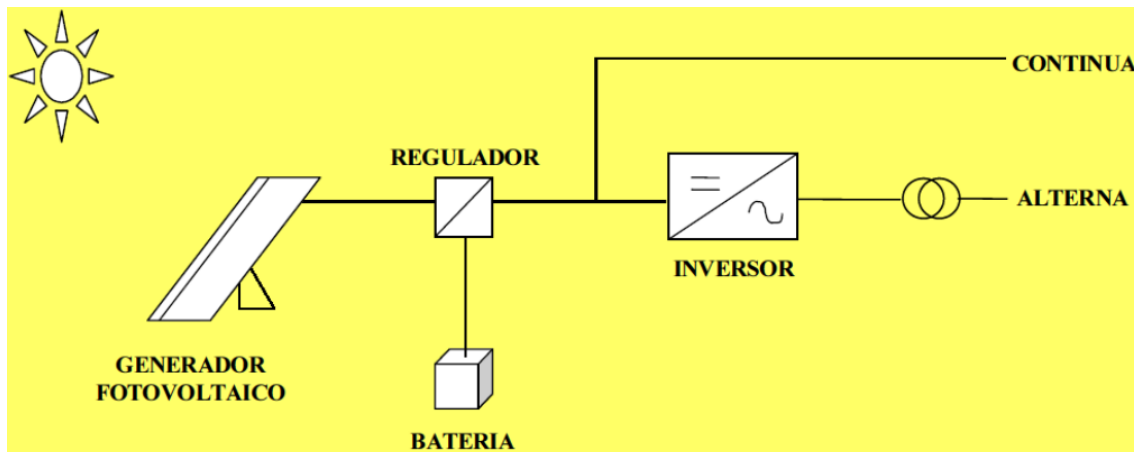 CONTINUA
REGULADOR
ALTERNA
INVERSOR
GENERADOR
FOTOVOLTAICO
BATERIA